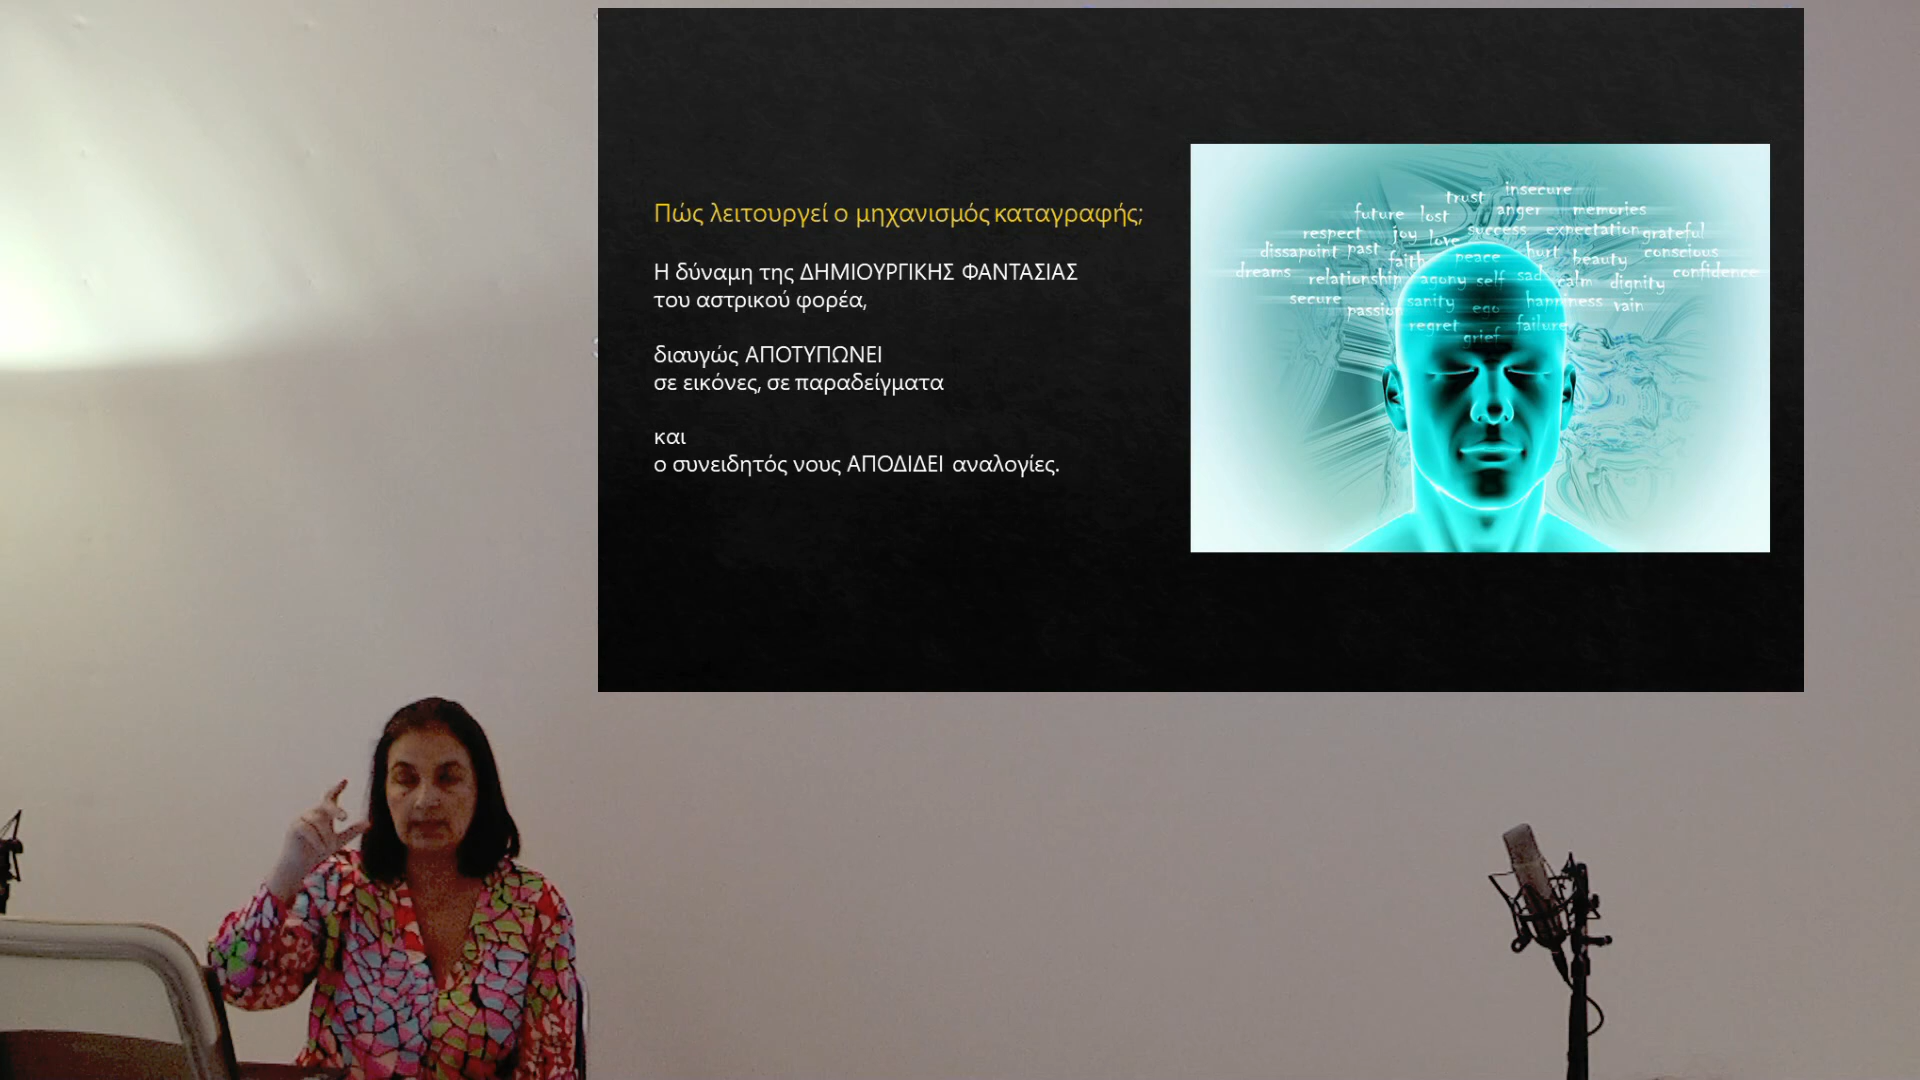 Πώς λειτουργεί ο μηχανισμός καταγραφής;
Η δύναμη της ΔΗΜΙΟΥΡΓΙΚΗΣ ΦΑΝΤΑΣΙΑΣ
του αστρικού φορέα,
διαυγώς ΑΠΟΤΥΠΩΝΕΙ
σε εικόνες, σε παραδείγματα
και
ο συνειδητός νους ΑΠΟΔΙΔΕΙ αναλογίες.
trust insecure
future lost anger memories
respect joy love success expectation grateful
dissapoint past faith peace hurt beauty conscious
dreams relationship agony self sad calm dignity confidence
secure passion sanity ego happiness vain
regret grief failure